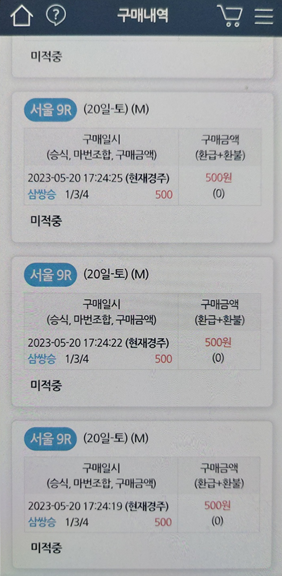 구매내역
미적중
서울 9R (20일-토) (M)
구매일시 구매금액
(승식, 마번조합, 구매금액) (환급+환불)
2023-05-20 17:24:25 (현재경주) 500원
삼쌍승 1/3/4 500 (0)
미적중
서울 9R (20일-토) (M)
구매일시 구매금액
(승식, 마번조합, 구매금액) (환급+환불)
2023-05-20 17:24:22 (현재경주) 500원
삼쌍승 1/3/4 500 (0)
미적중
서울 9R (20일-토) (M)
구매일시 구매금액
(승식, 마번조합, 구매금액) (환급+환불)
2023-05-20 17:24:19 (현재경주) 500원
삼쌍승 1/3/4 500 (0)
미적중